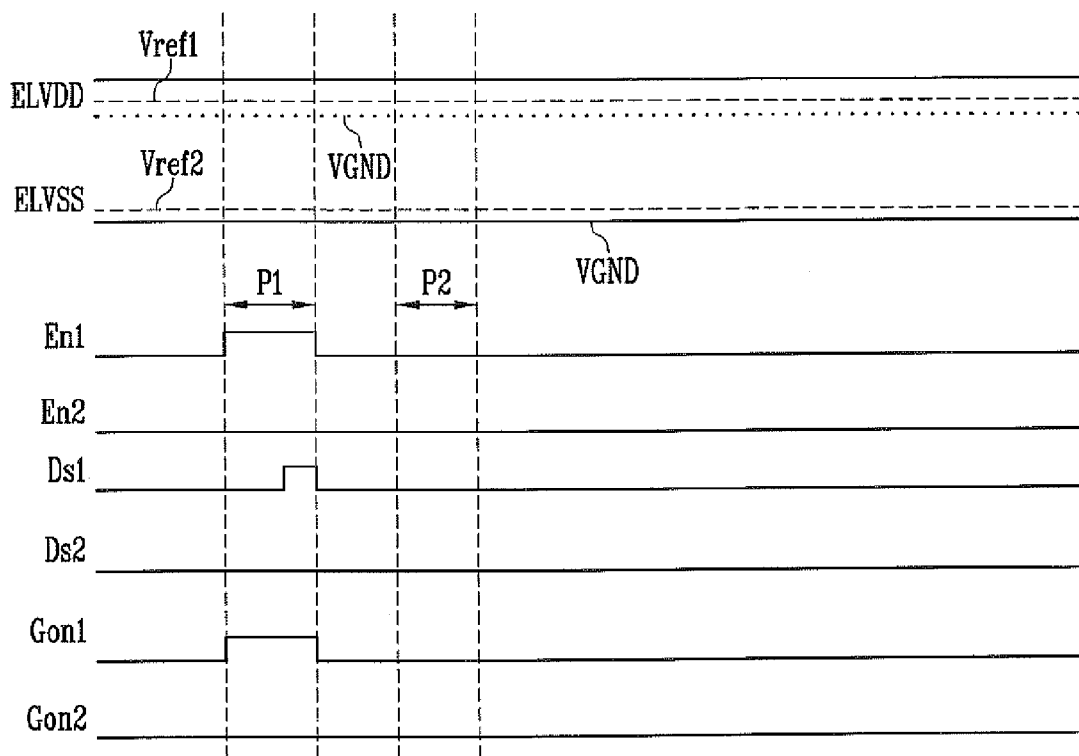 Vref1
ELVDD
VGND
Vref2
ELVSS
VGND
P1 P2
En1
En2
Ds1
Ds2
Gon1
Gon2